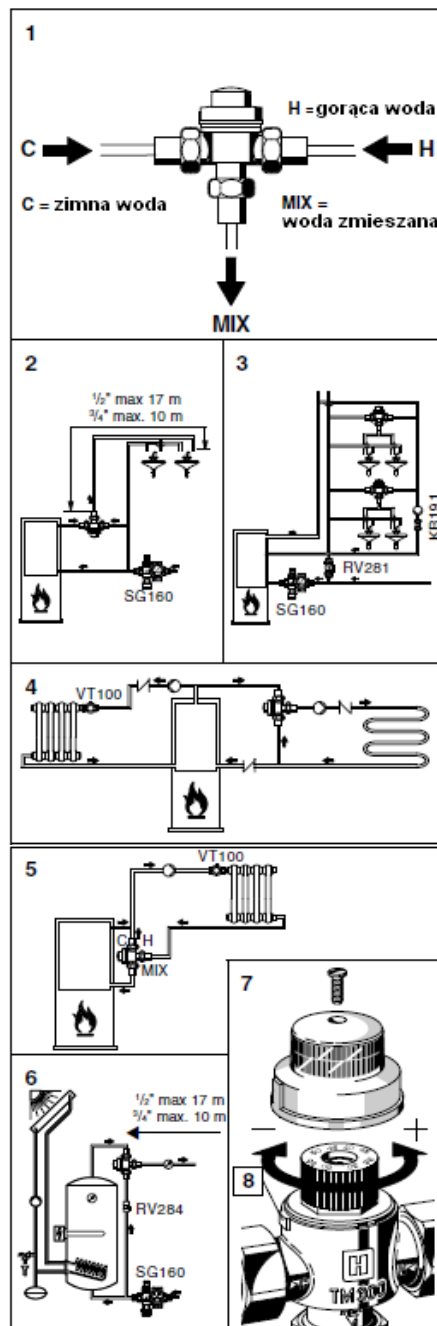 1
H = gorąca woda
C
H
C = zimna woda
MIX =
woda zmieszana
MIX
2
1/2" max 17 m
3/4" max. 10 m
SG160
3
KB191
RV281
SG160
4
VT100
5
VT100
C H
MIX
6
1/2" max 17 m
3/4" max. 10 m
RV284
SG160
7
− +
8
H
TM300